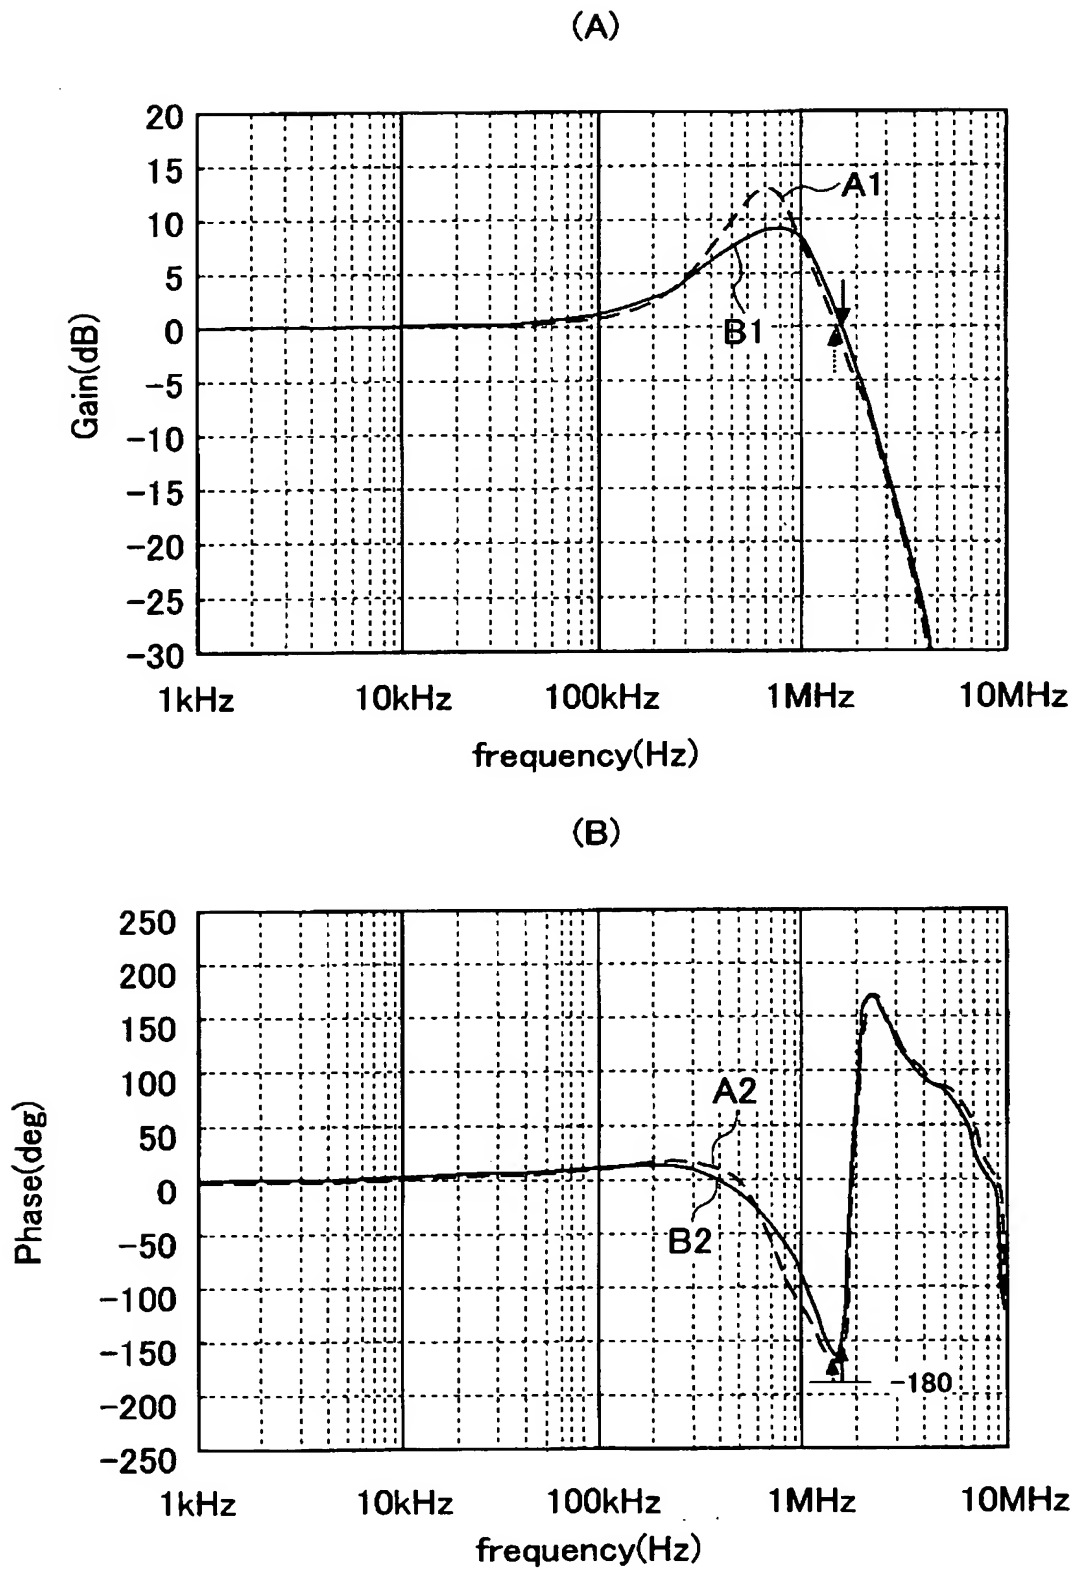 (A)
20
15
10
5
0
-5
-10
-15
-20
-25
-30
Gain(dB)
A1
B1
1kHz 10kHz 100kHz 1MHz 10MHz
frequency(Hz)
(B)
250
200
150
100
50
0
-50
-100
-150
-200
-250
Phase(deg)
A2
B2
-180
1kHz 10kHz 100kHz 1MHz 10MHz
frequency(Hz)